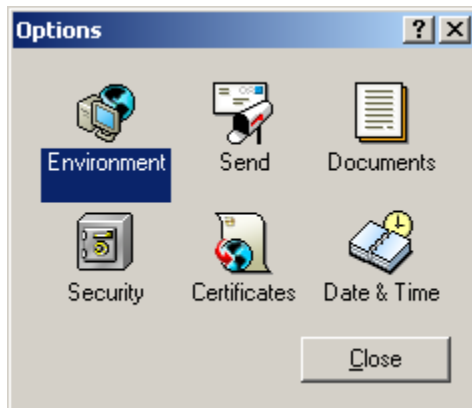 Options
Environment Send Documents
Security Certificates Date & Time
Close